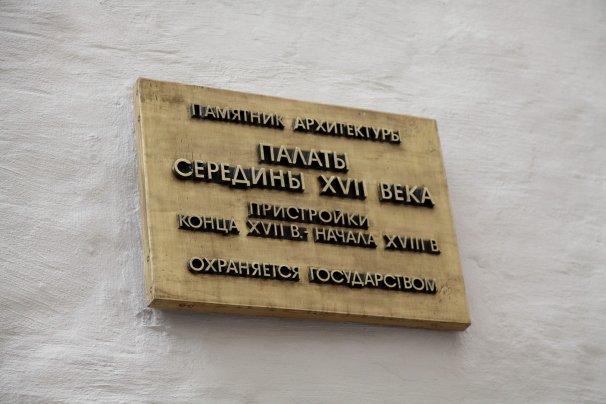 ПАМЯТНИК АРХИТЕКТУРЫ
ПАЛАТЫ
СЕРЕДИНЫ XVII ВЕКА
ПРИСТРОЙКИ
КОНЦА XVII В.- НАЧАЛА XVIII В
ОХРАНЯЕТСЯ ГОСУДАРСТВОМ